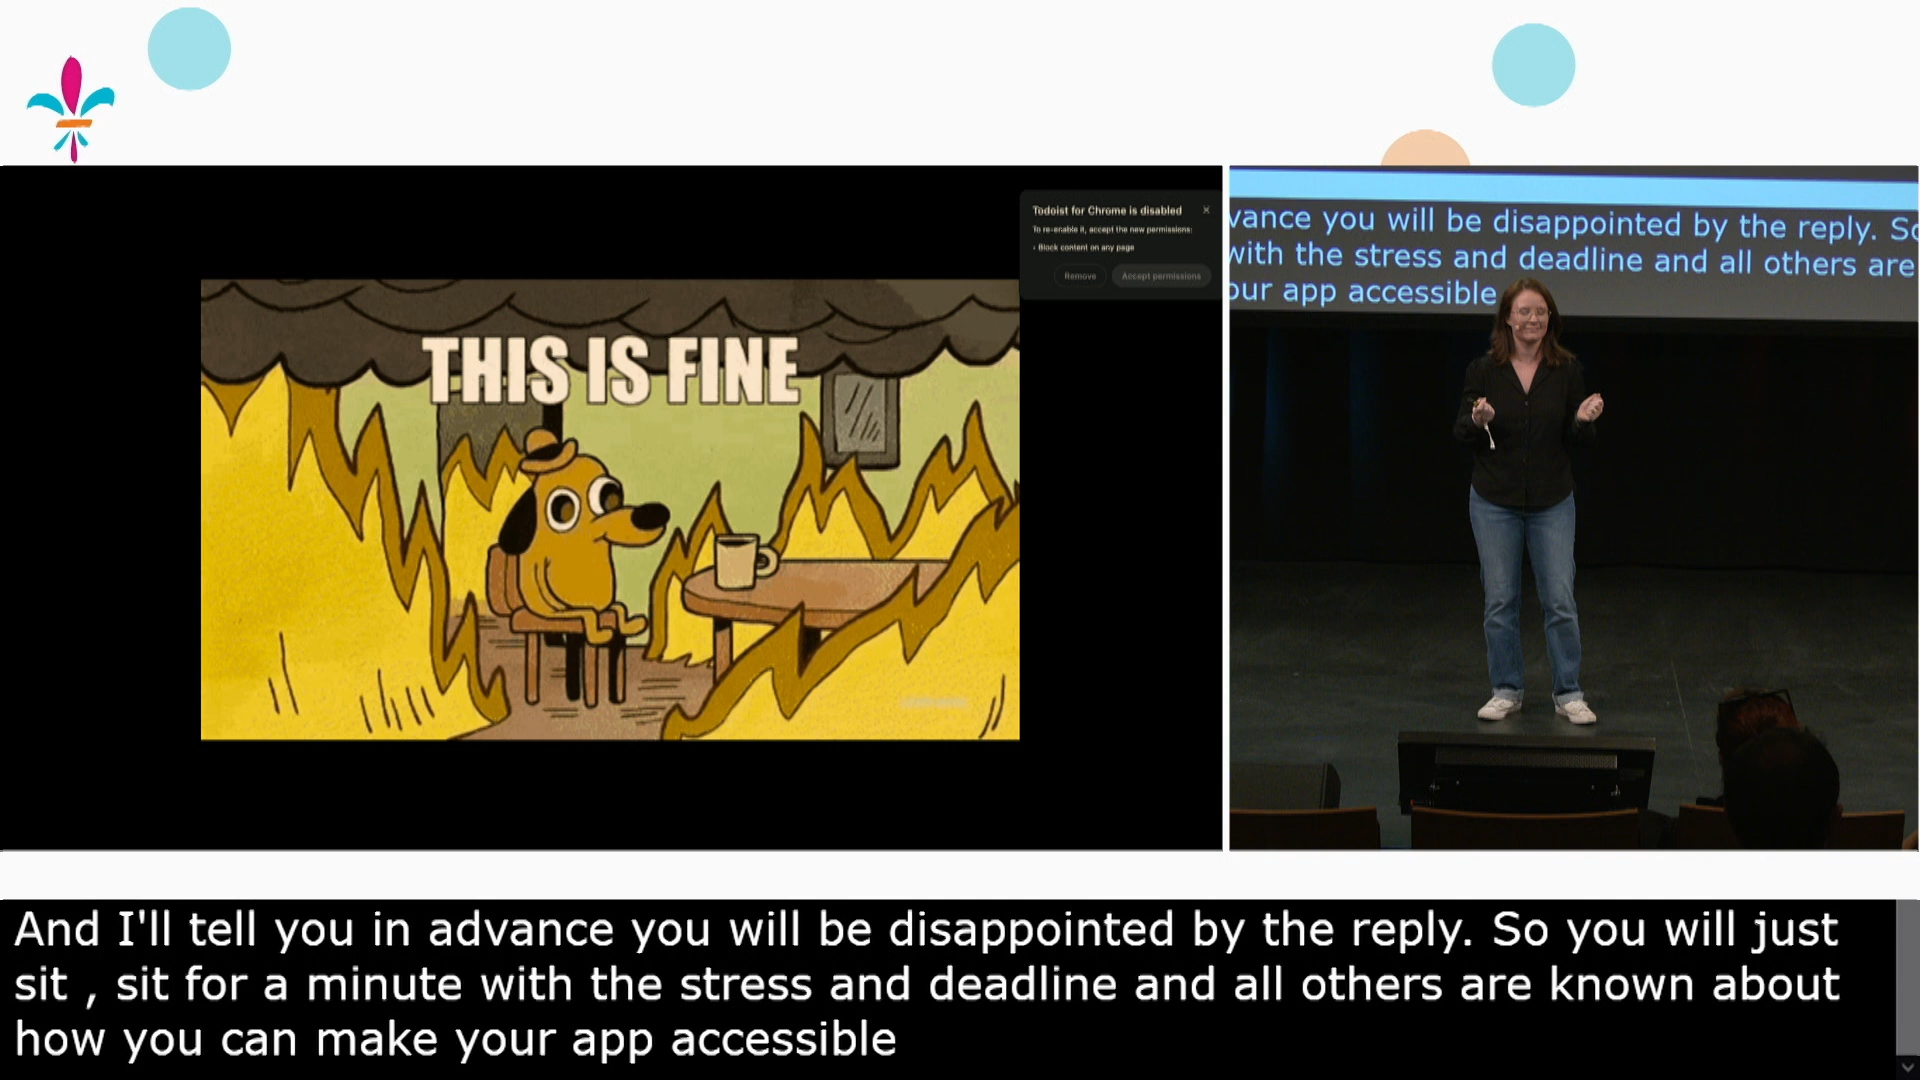 Todoist for Chrome is disabled
To re-enable it, accept the new permissions:
• Block content on any page
Remove
Accept permissions
THIS IS FINE
vance you will be disappointed by the reply. So
with the stress and deadline and all others are
our app accessible
And I'll tell you in advance you will be disappointed by the reply. So you will just
sit , sit for a minute with the stress and deadline and all others are known about
how you can make your app accessible